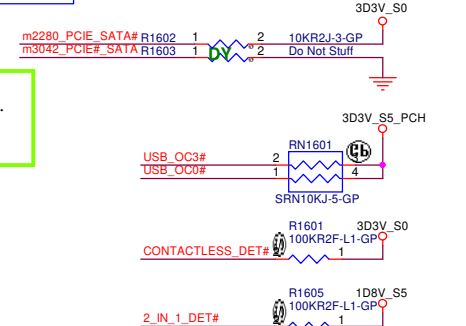 3D3V_S0
m2280_PCIE_SATA# R1602 1 2 10KR2J-3-GP
m3042_PCIE#_SATA R1603 1 DY 2 Do Not Stuff
.
3D3V_S5_PCH
RN1601
USB_OC3# 2
USB_OC0# 1 4
SRN10KJ-5-GP
R1601 3D3V_S0
100KR2F-L1-GP
CONTACTLESS_DET# 1
R1605 1D8V_S5
100KR2F-L1-GP
2_IN_1_DET# 1